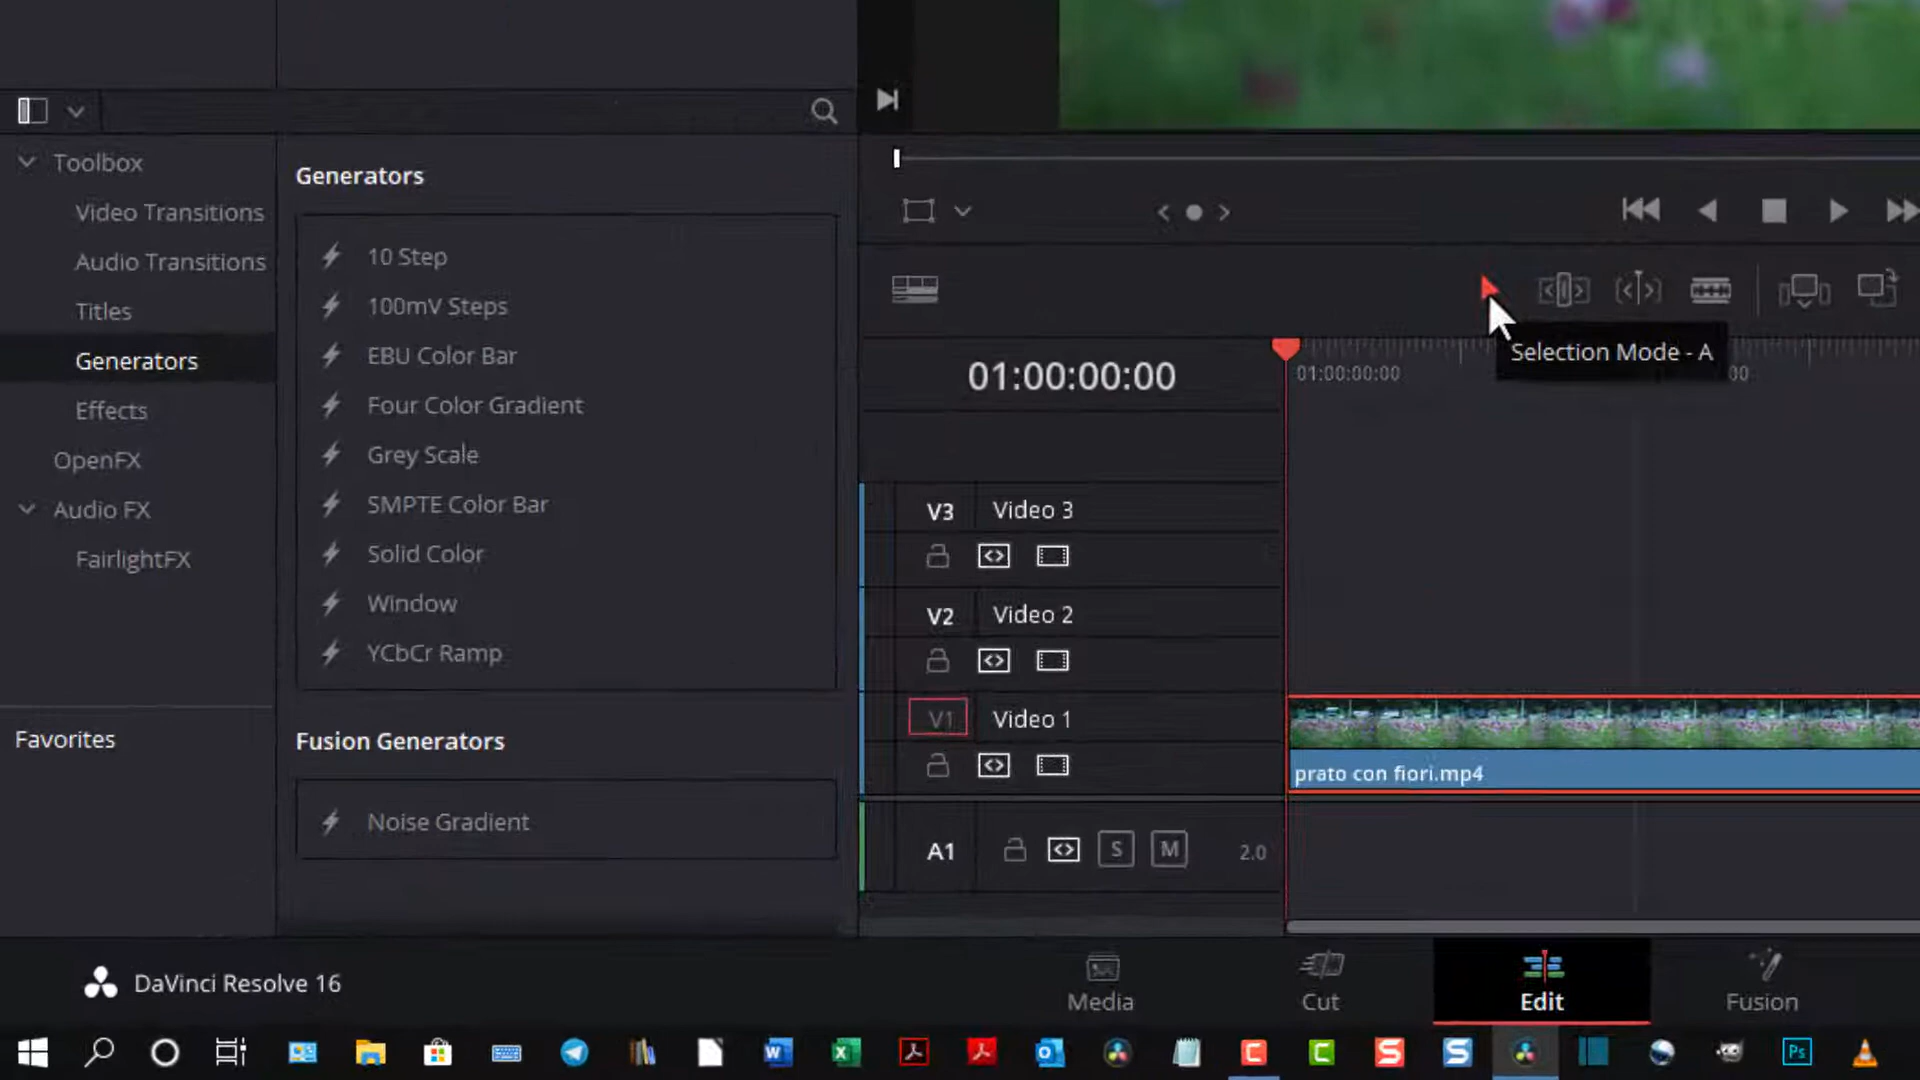 Toolbox
Video Transitions
Audio Transitions
Titles
Generators
Effects
OpenFX
Audio FX
FairlightFX
Favorites
Generators
10 Step
100mV Steps
EBU Color Bar
Four Color Gradient
Grey Scale
SMPTE Color Bar
Solid Color
Window
YCbCr Ramp
Fusion Generators
Noise Gradient
Selection Mode - A
01:00:00:00
01:00:00:00
00
V3 Video 3
V2 Video 2
V1 Video 1
prato con fiori.mp4
A1 S M 2.0
DaVinci Resolve 16
Media
Cut
Edit
Fusion
Ps